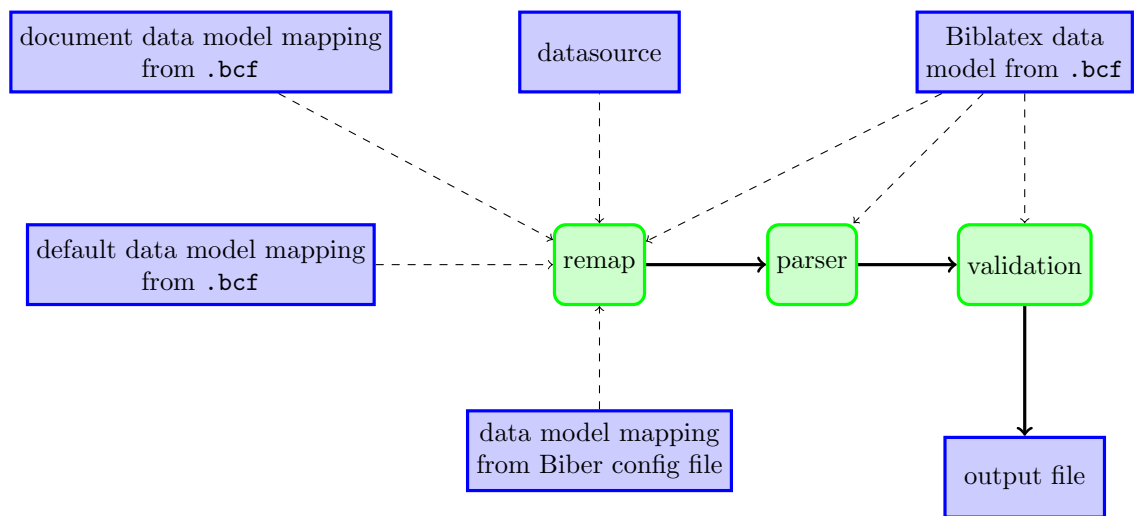 document data model mapping
from .bcf
datasource
Biblatex data
model from .bcf
default data model mapping
from .bcf
remap
parser
validation
data model mapping
from Biber config file
output file